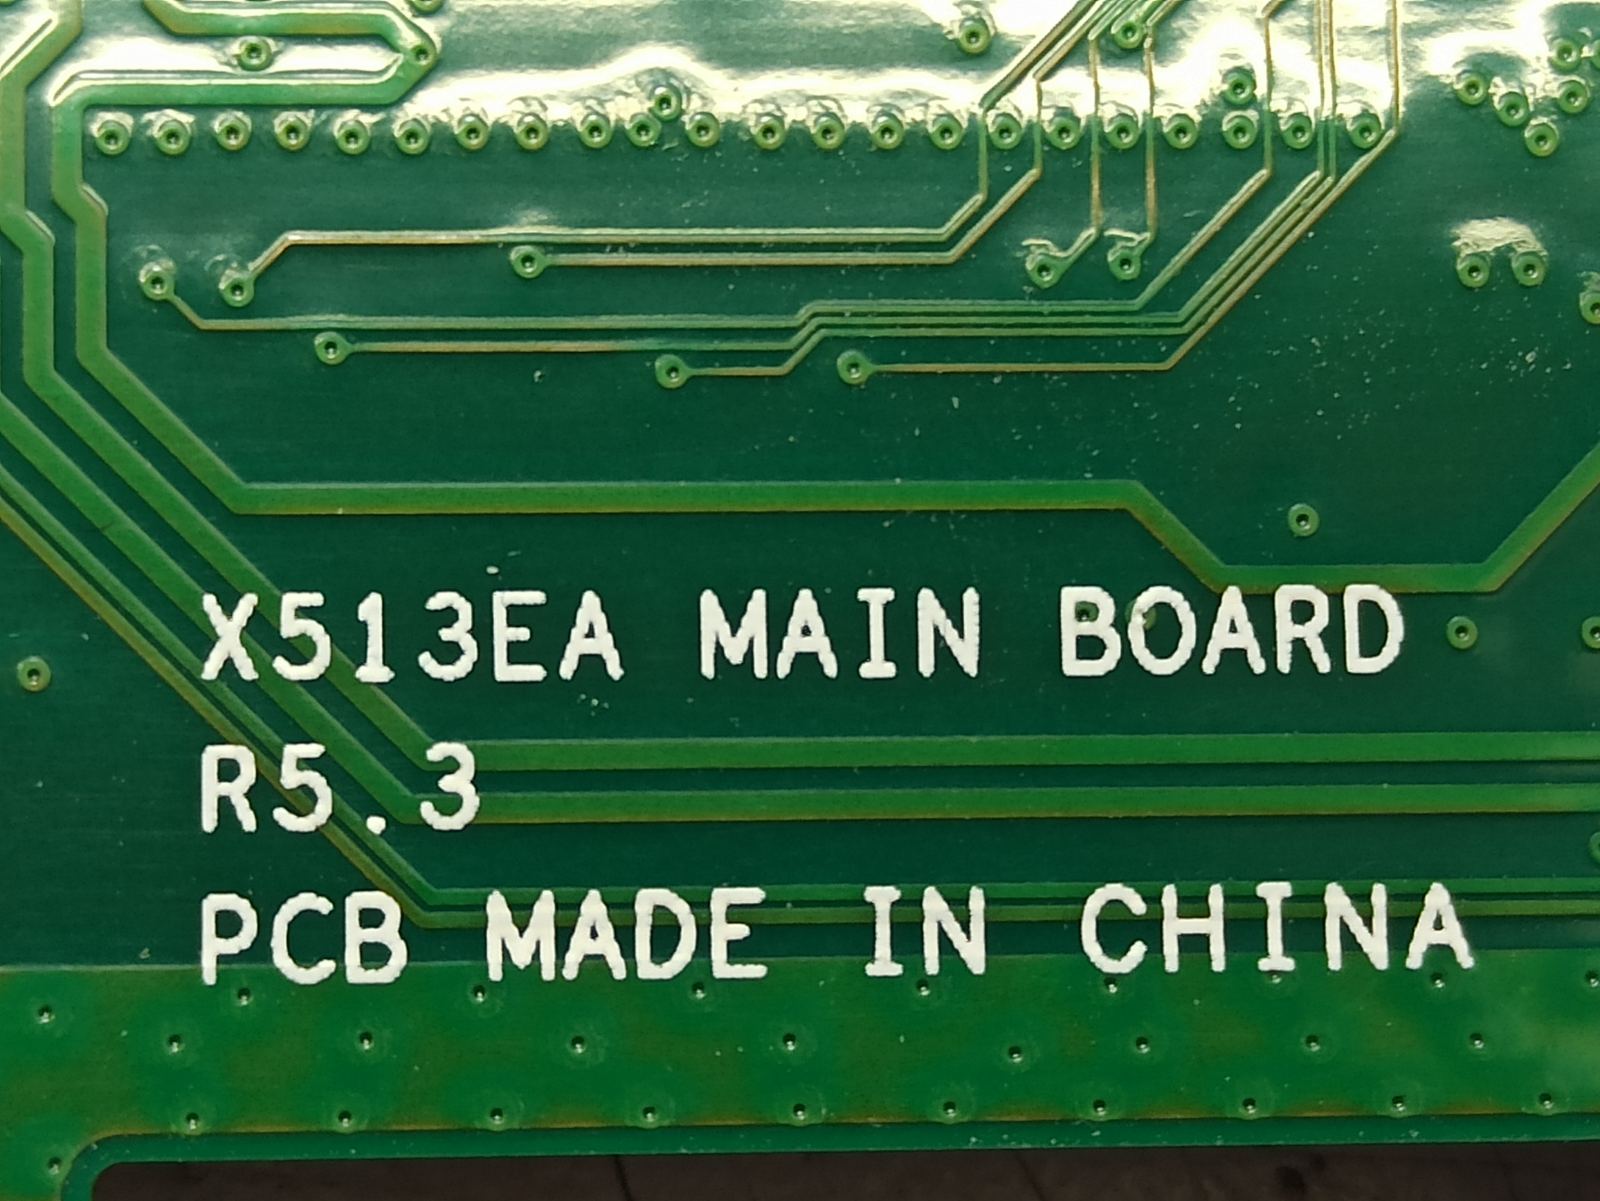 X513EA MAIN BOARD
R5.3
PCB MADE IN CHINA